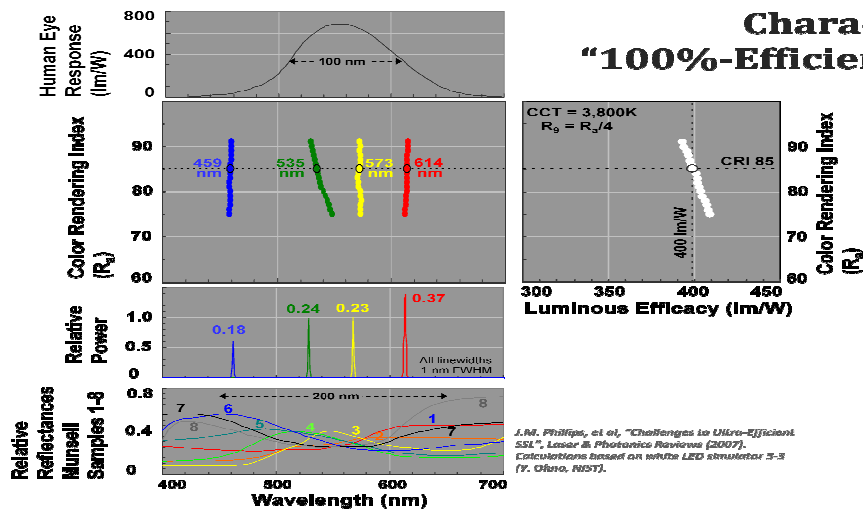 Chara-
“100%-Efficien
Human Eye
Response
(lm/W)
800
400
0
100 nm
Color Rendering Index
(Ra)
90
80
70
60
459
nm
535
nm
573
nm
614
nm
CCT = 3,800K
R9 = Ra/4
CRI 85
400 lm/W
90
80
70
60
Color Rendering Index
(Ra)
300 350 400 450
Luminous Efficacy (lm/W)
Relative
Power
1.0
0.5
0
0.18
0.24
0.23
0.37
All linewidths
1 nm FWHM
Relative
Reflectances
Munsell
Samples 1-8
0.8
0.4
0
200 nm
7 6 1 8
8 5 4 3 7
400 500 600 700
Wavelength (nm)
J.M. Phillips, et al, "Challenges to Ultra-Efficient
SSL", Laser & Photonics Reviews (2007).
Calculations based on white LED simulator 5-3
(Y. Ohno, NIST).